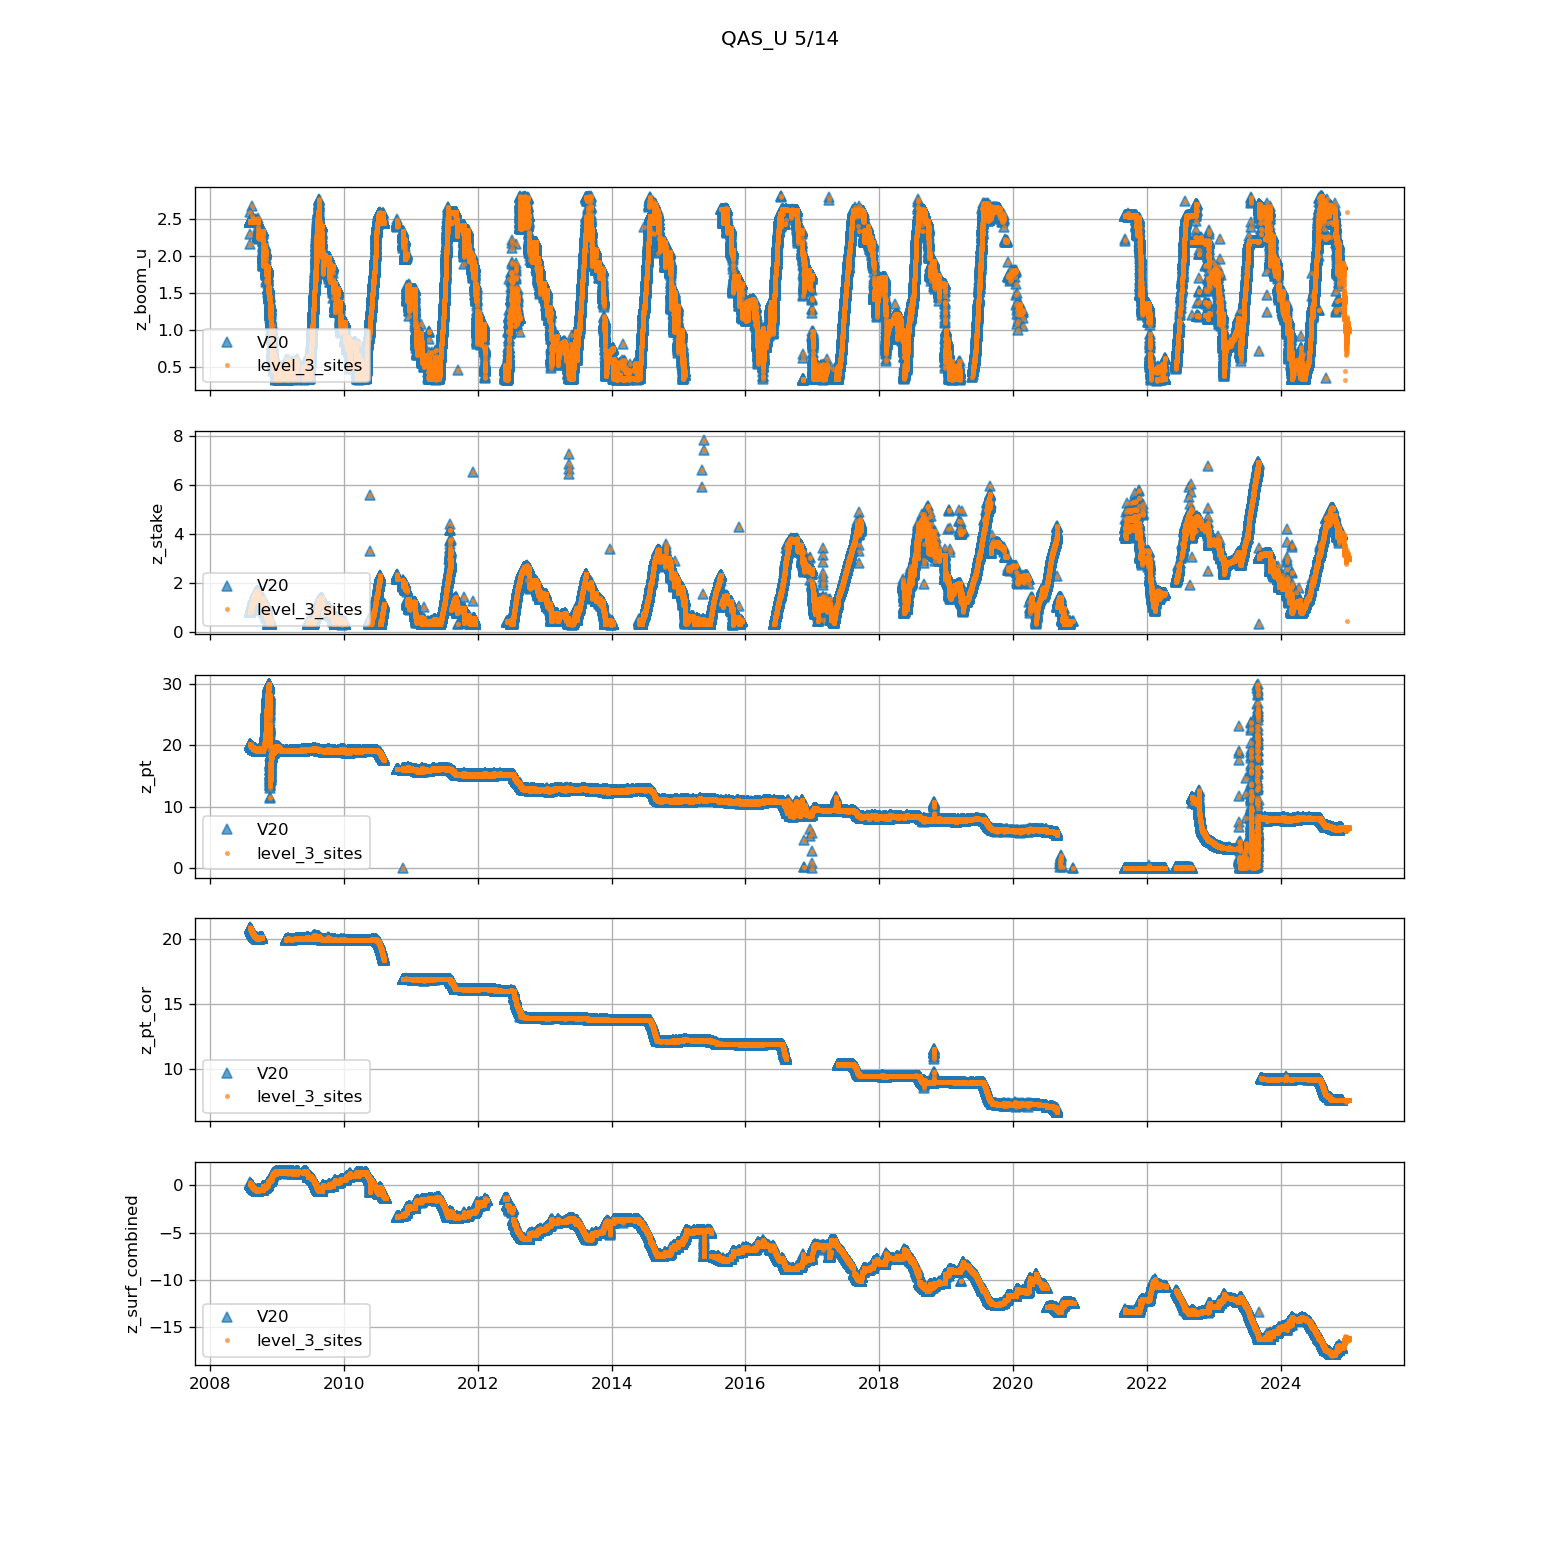 QAS_U 5/14
z_boom_u
2.5
2.0
1.5
1.0
0.5
V20
level_3_sites
z_stake
8
6
4
2
0
V20
level_3_sites
z_pt
30
20
10
0
V20
level_3_sites
z_pt_cor
20
15
10
V20
level_3_sites
z_surf_combined
0
−5
−10
−15
V20
level_3_sites
2008 2010 2012 2014 2016 2018 2020 2022 2024